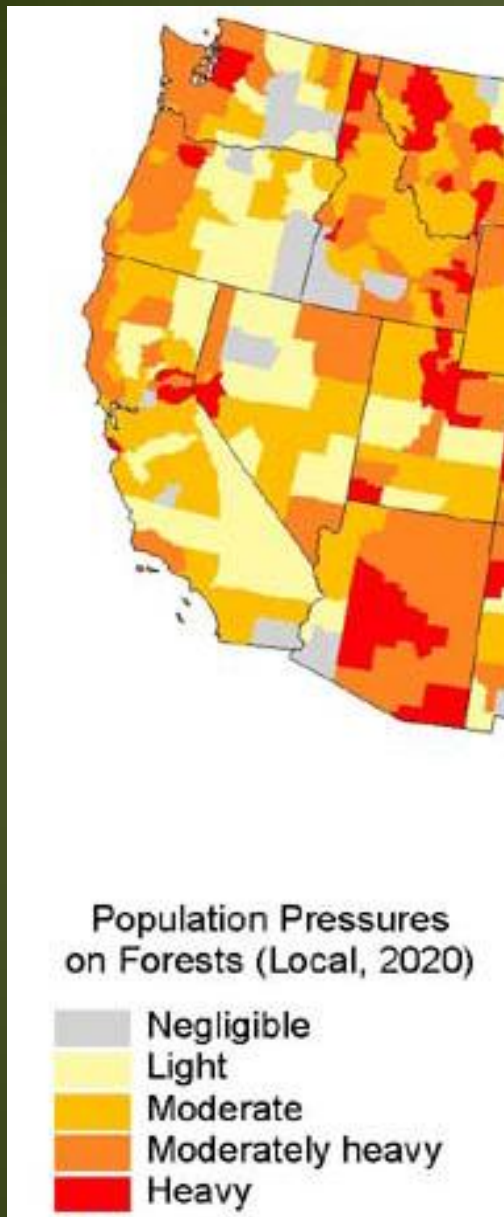 Population Pressures
on Forests (Local, 2020)
Negligible
Light
Moderate
Moderately heavy
Heavy